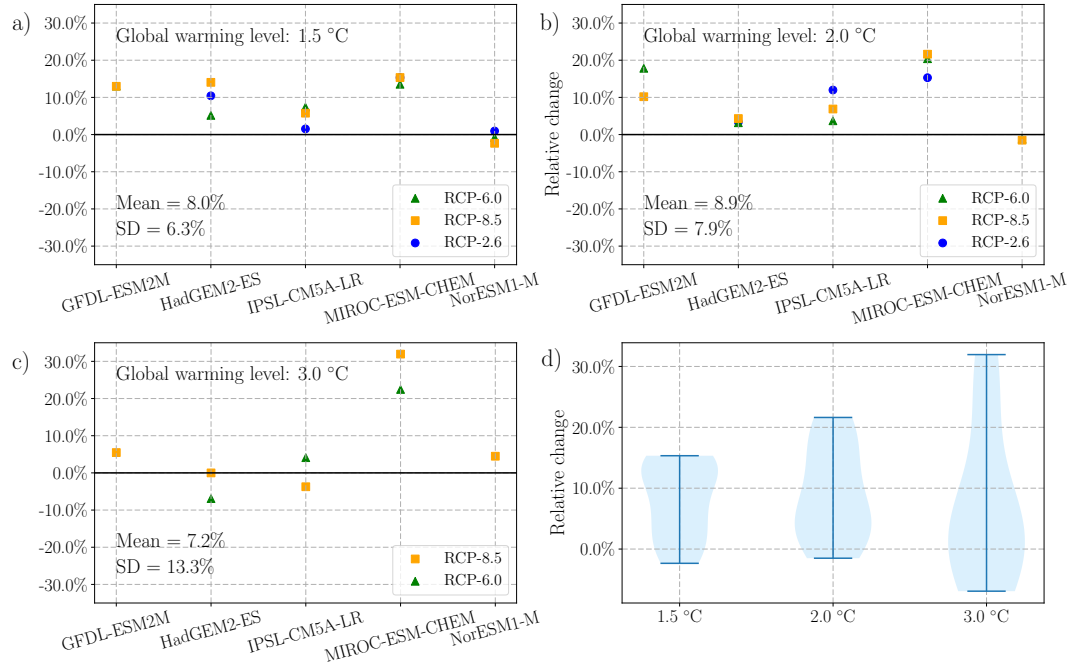 a)
30.0%
20.0%
10.0%
0.0%
-10.0%
-20.0%
-30.0%
Global warming level: 1.5 °C
Mean = 8.0%
SD = 6.3%
RCP-6.0
RCP-8.5
RCP-2.6
GFDL-ESM2M
HadGEM2-ES
IPSL-CM5A-LR
MIROC-ESM-CHEM
NorESM1-M
b)
Relative change
30.0%
20.0%
10.0%
0.0%
-10.0%
-20.0%
-30.0%
Global warming level: 2.0 °C
Mean = 8.9%
SD = 7.9%
RCP-6.0
RCP-8.5
RCP-2.6
GFDL-ESM2M
HadGEM2-ES
IPSL-CM5A-LR
MIROC-ESM-CHEM
NorESM1-M
c)
30.0%
20.0%
10.0%
0.0%
-10.0%
-20.0%
-30.0%
Global warming level: 3.0 °C
Mean = 7.2%
SD = 13.3%
RCP-8.5
RCP-6.0
GFDL-ESM2M
HadGEM2-ES
IPSL-CM5A-LR
MIROC-ESM-CHEM
NorESM1-M
d)
Relative change
30.0%
20.0%
10.0%
0.0%
1.5 °C
2.0 °C
3.0 °C